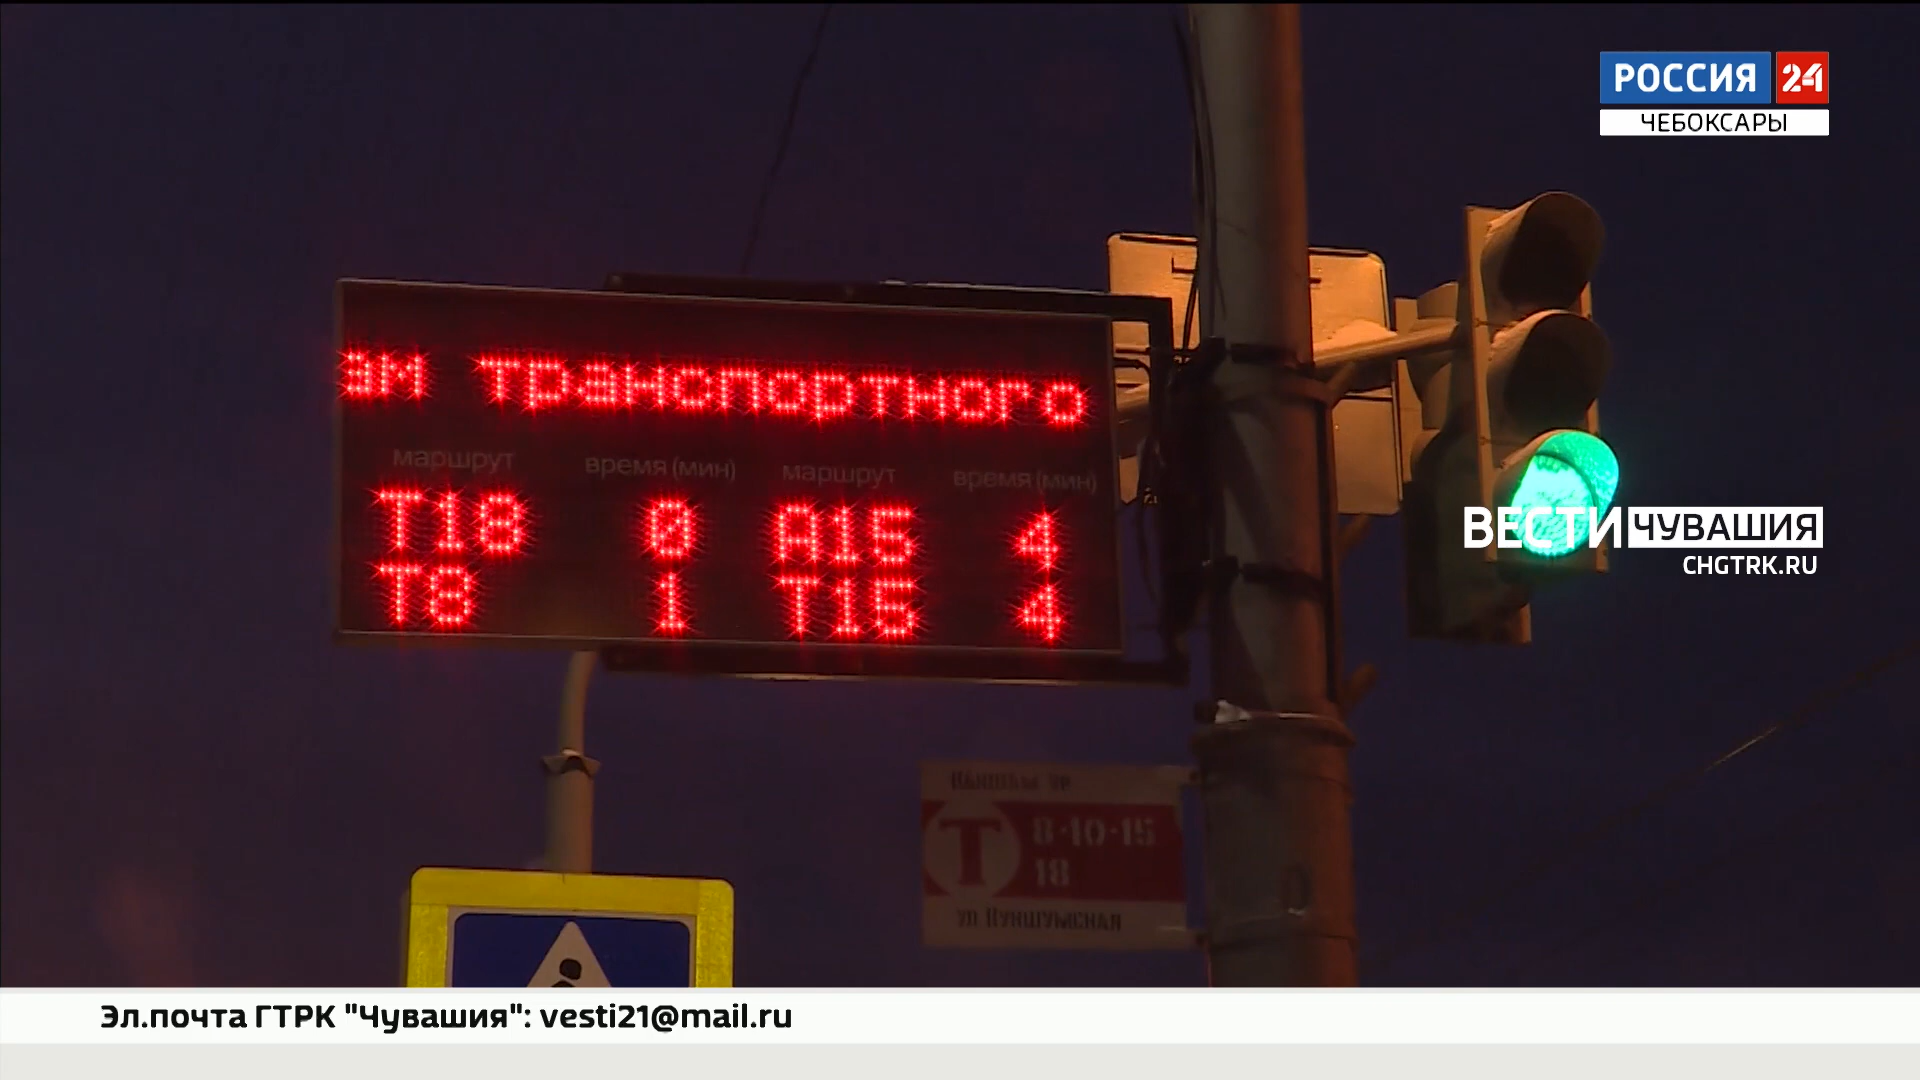 РОССИЯ 24
ЧЕБОКСАРЫ
эм транспортного
маршрут время (мин) маршрут время (мин)
Т18 0 А15 4
Т8 1 Т15 4
ВЕСТИ ЧУВАШИЯ
CHGTRK.RU
Т 8-10-15
18
Эл.почта ГТРК "Чувашия": vesti21@mail.ru